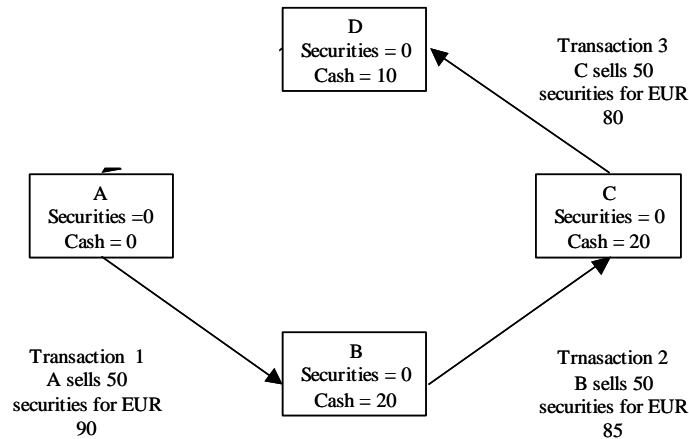 D
Securities = 0
Cash = 10
Transaction 3
C sells 50
securities for EUR
80
A
Securities =0
Cash = 0
C
Securities = 0
Cash = 20
B
Securities = 0
Cash = 20
Transaction 1
A sells 50
securities for EUR
90
Trnasaction 2
B sells 50
securities for EUR
85